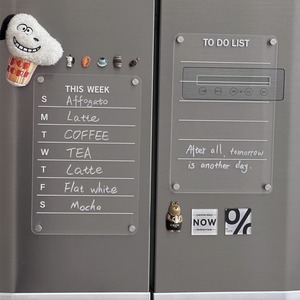 THIS WEEK
S Affogato
M Latte
T COFFEE
W TEA
T Latte
F Flat white
S Mocha
TO DO LIST
After all, tomorrow
is another day.
NOW
%